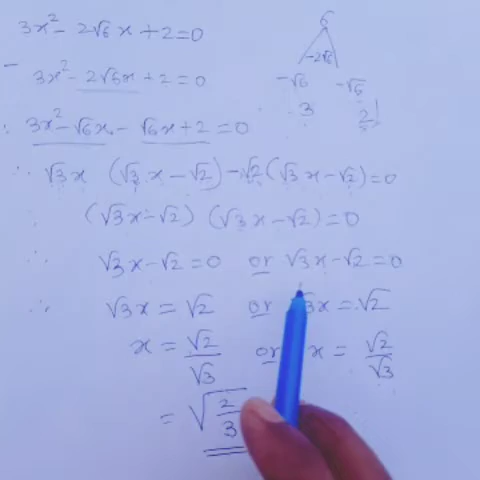 3x² - 2√6 x + 2 = 0
6
-2√6
-√6 -√6
3 2
- 3x² - 2√6x + 2 = 0
∴ 3x² - √6x - √6x + 2 = 0
∴ √3x (√3x - √2) - √2 (√3x - √2) = 0
∴ (√3x - √2) (√3x - √2) = 0
∴ √3x - √2 = 0 or √3x - √2 = 0
∴ √3x = √2 or √3x = √2
x = √2/√3 or x = √2/√3
= √2/3